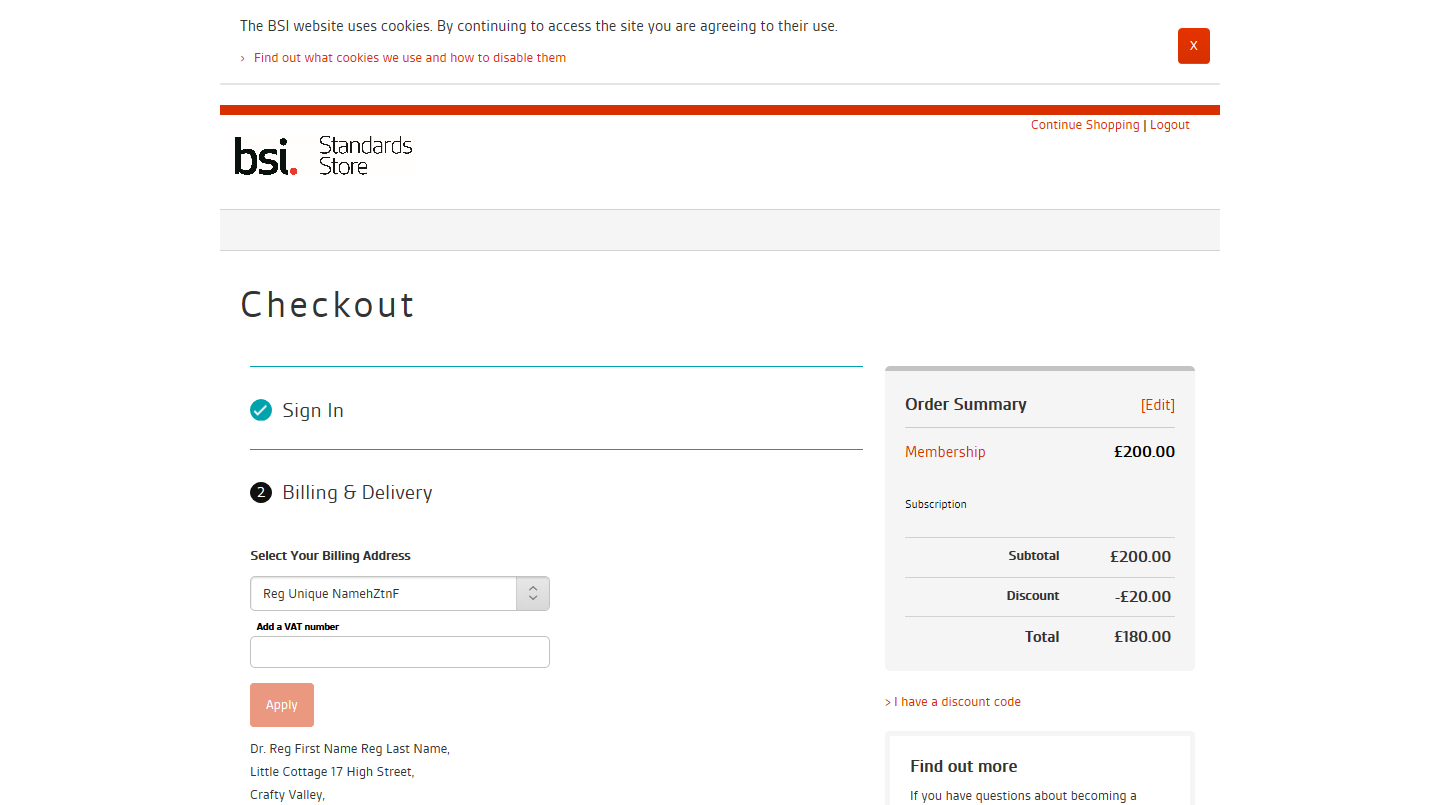 The BSI website uses cookies. By continuing to access the site you are agreeing to their use.
› Find out what cookies we use and how to disable them
X
Continue Shopping | Logout
bsi. Standards
Store
Checkout
Sign In
2 Billing & Delivery
Select Your Billing Address
Reg Unique NamehZtnF
Add a VAT number
Apply
Dr. Reg First Name Reg Last Name,
Little Cottage 17 High Street,
Crafty Valley,
Order Summary [Edit]
Membership £200.00
Subscription
Subtotal £200.00
Discount -£20.00
Total £180.00
> I have a discount code
Find out more
If you have questions about becoming a